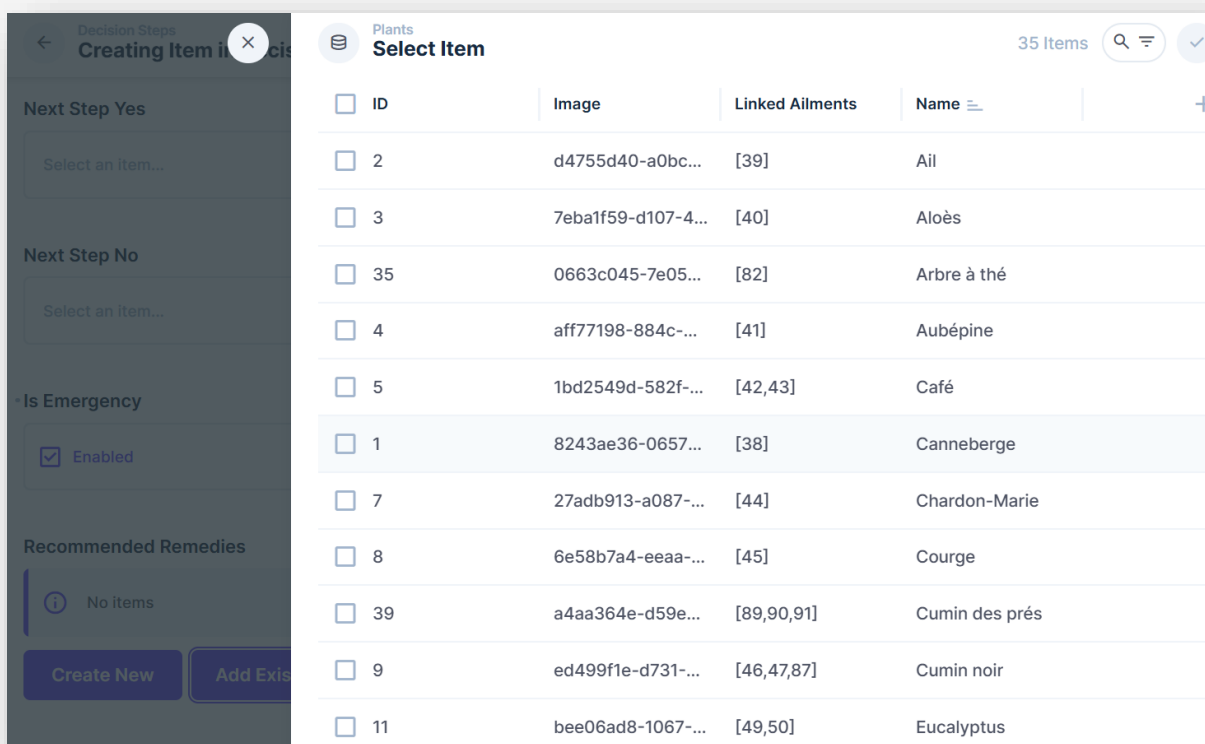 Decision Steps
Creating Item in
Next Step Yes
Select an item...
Next Step No
Select an item...
Is Emergency
Enabled
Recommended Remedies
No items
Create New
Add Exis
Plants
Select Item
35 Items
ID Image Linked Ailments Name
2 d4755d40-a0bc... [39] Ail
3 7eba1f59-d107-4... [40] Aloès
35 0663c045-7e05... [82] Arbre à thé
4 aff77198-884c-... [41] Aubépine
5 1bd2549d-582f-... [42,43] Café
1 8243ae36-0657... [38] Canneberge
7 27adb913-a087-... [44] Chardon-Marie
8 6e58b7a4-eeaa-... [45] Courge
39 a4aa364e-d59e... [89,90,91] Cumin des prés
9 ed499f1e-d731-... [46,47,87] Cumin noir
11 bee06ad8-1067-... [49,50] Eucalyptus